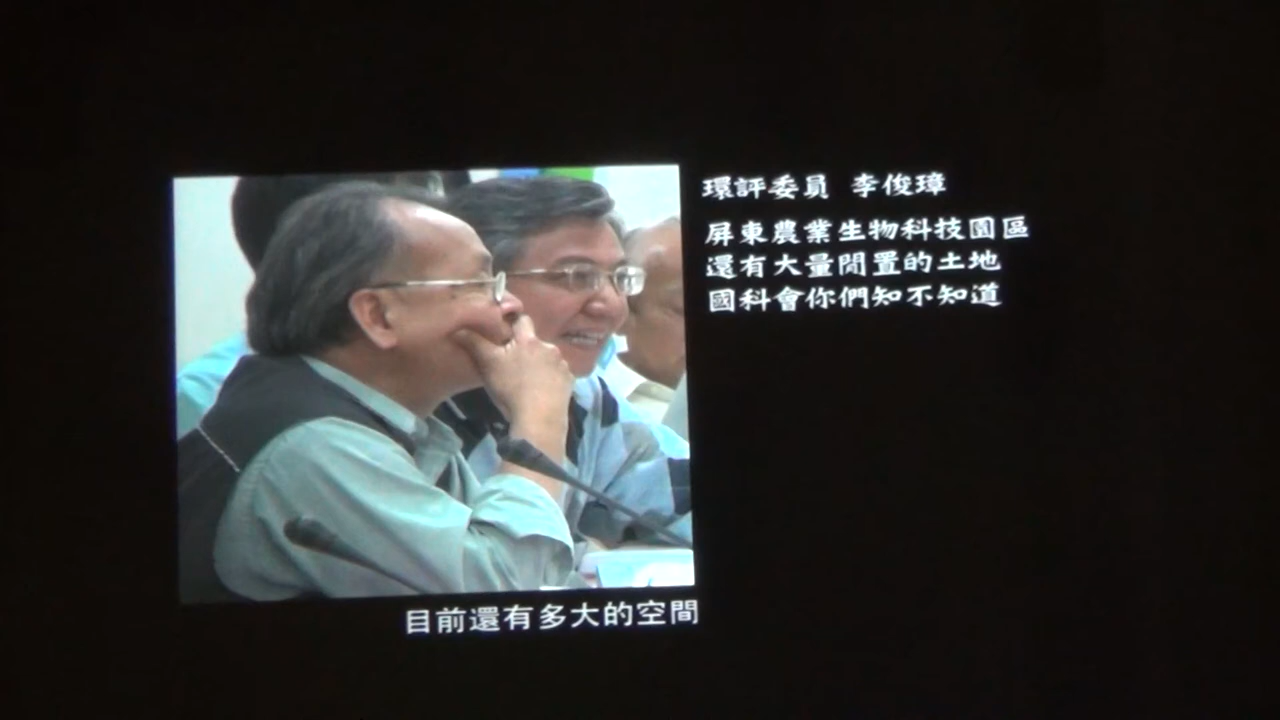 環評委員 李俊璋
屏東農業生物科技園區
還有大量閒置的土地
國科會你們知不知道
目前還有多大的空間